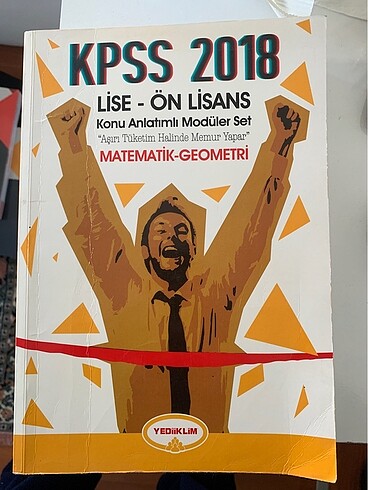 KPSS 2018
LİSE - ÖN LİSANS
Konu Anlatımlı Modüler Set
"Aşırı Tüketim Halinde Memur Yapar"
MATEMATİK-GEOMETRİ
YEDİİKLİM